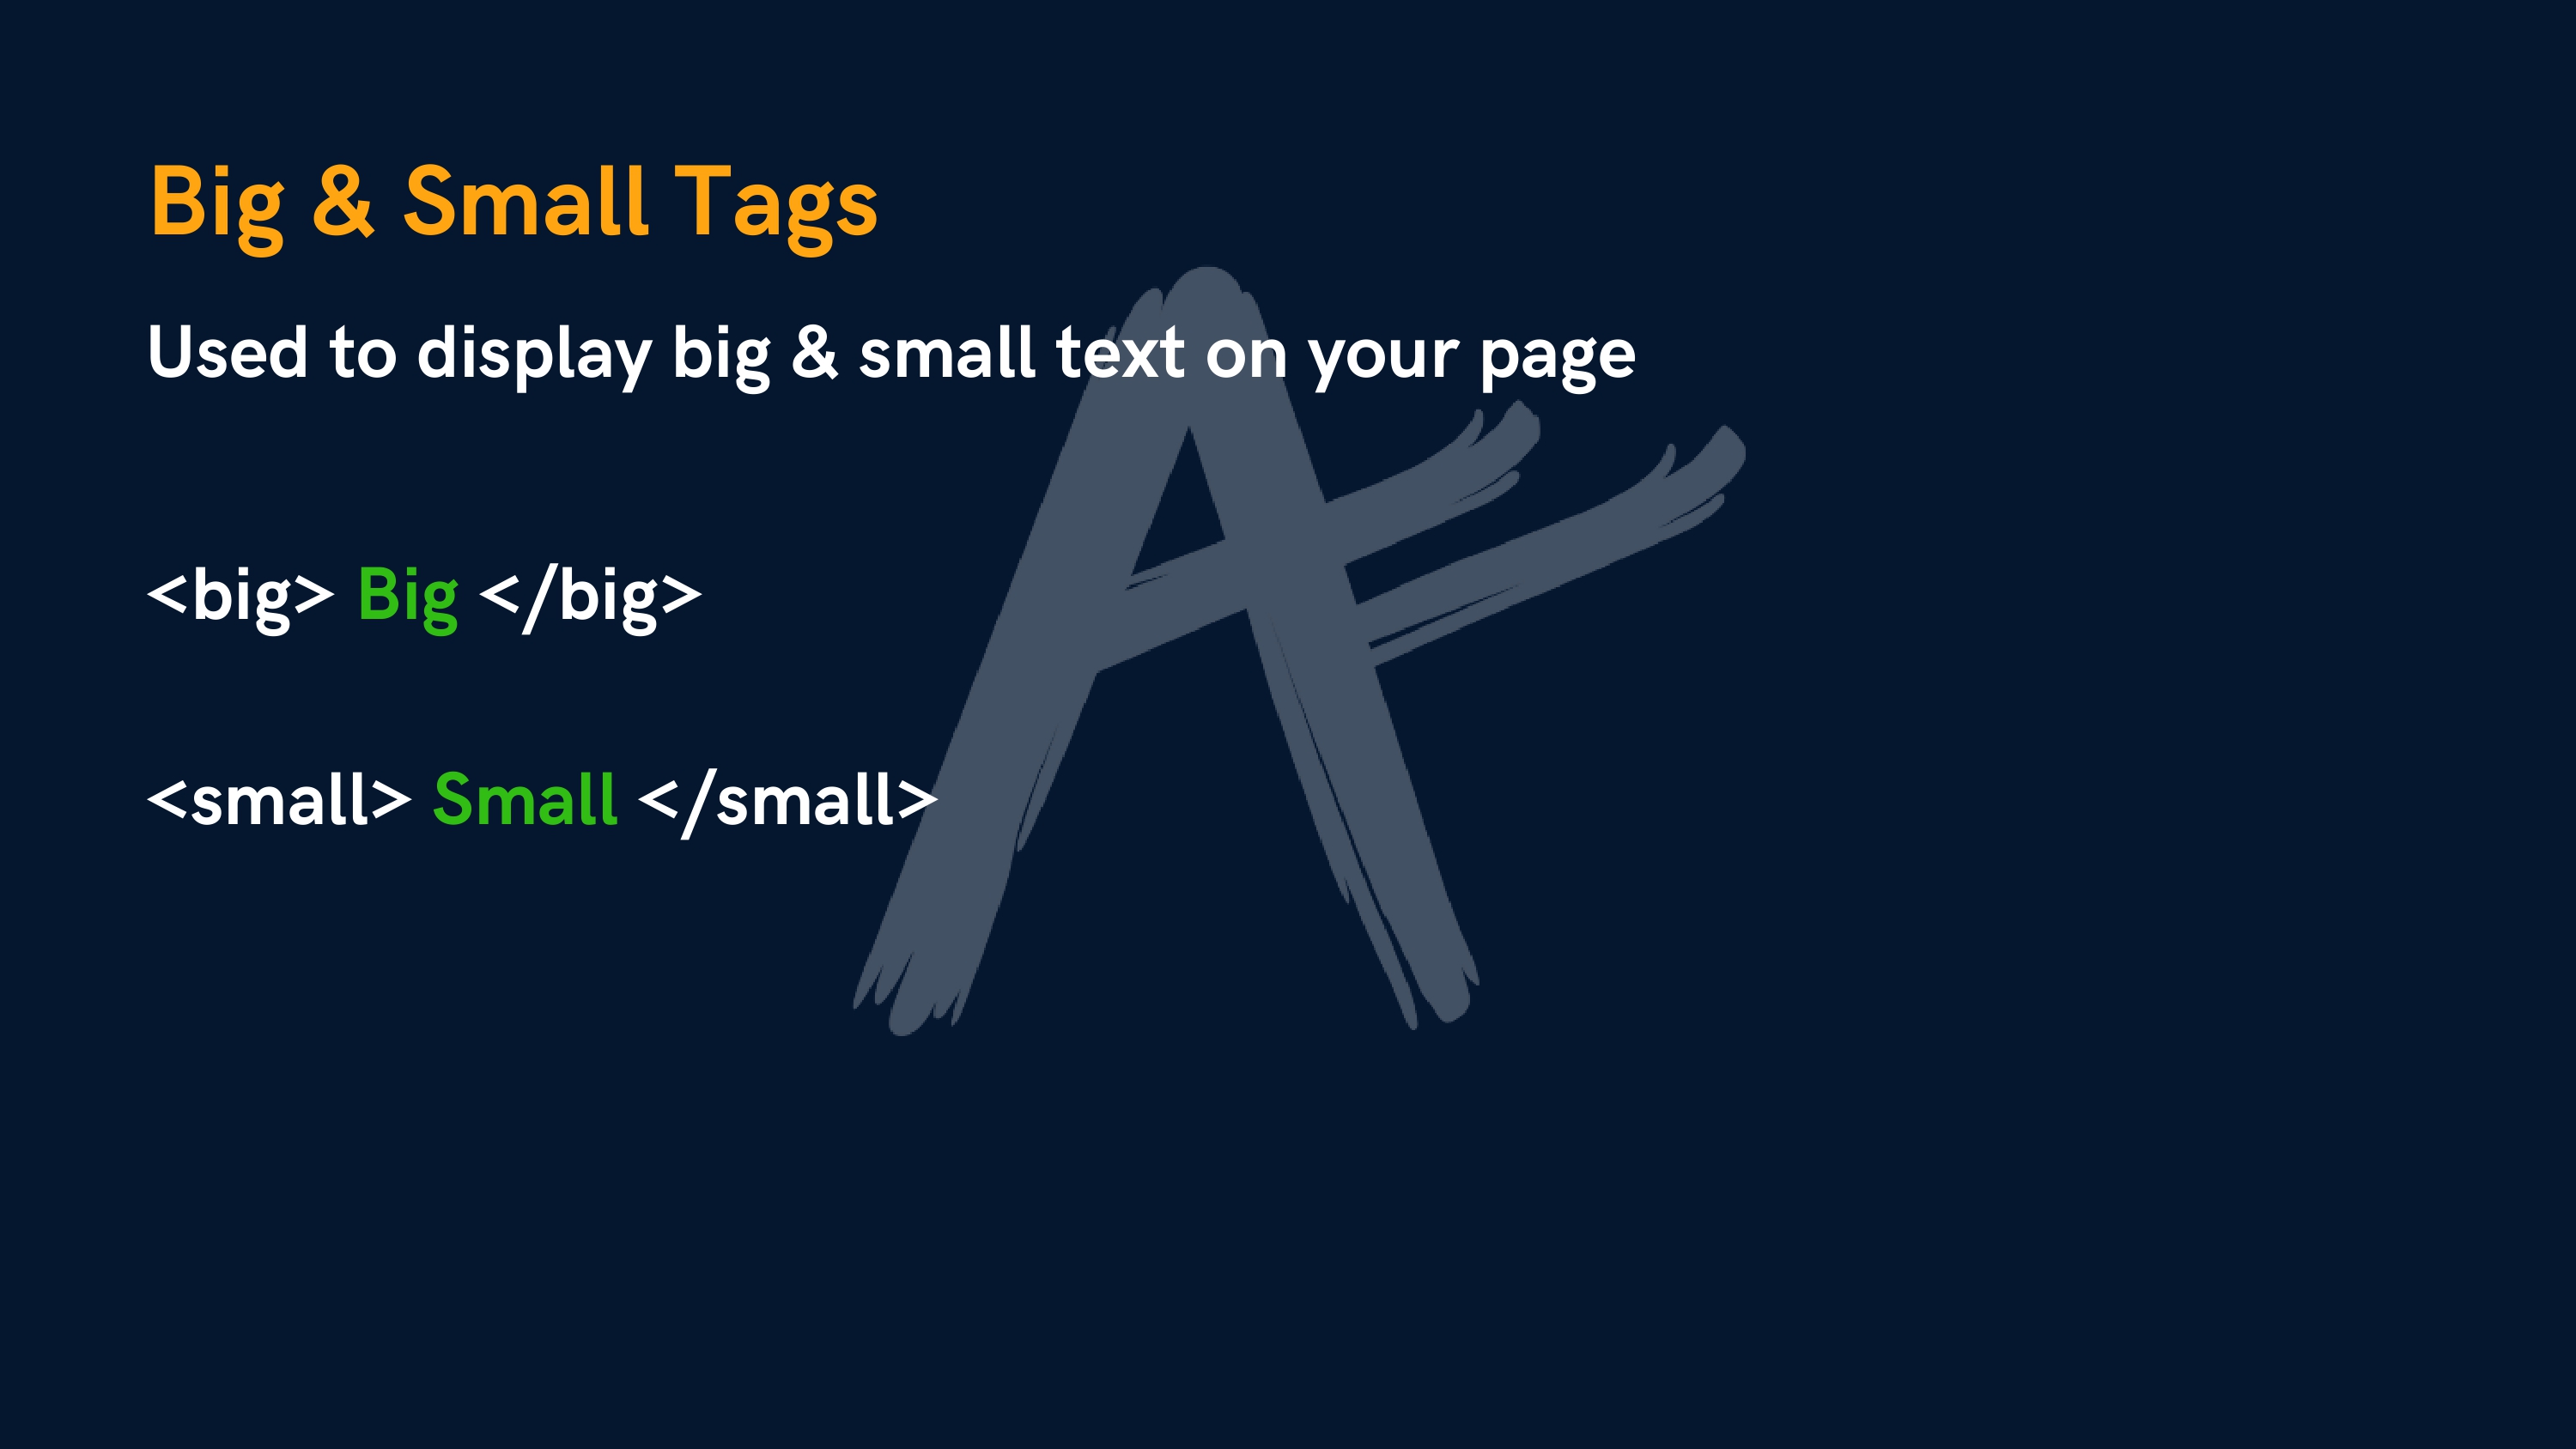 Big & Small Tags
Used to display big & small text on your page
<big> Big </big>
<small> Small </small>